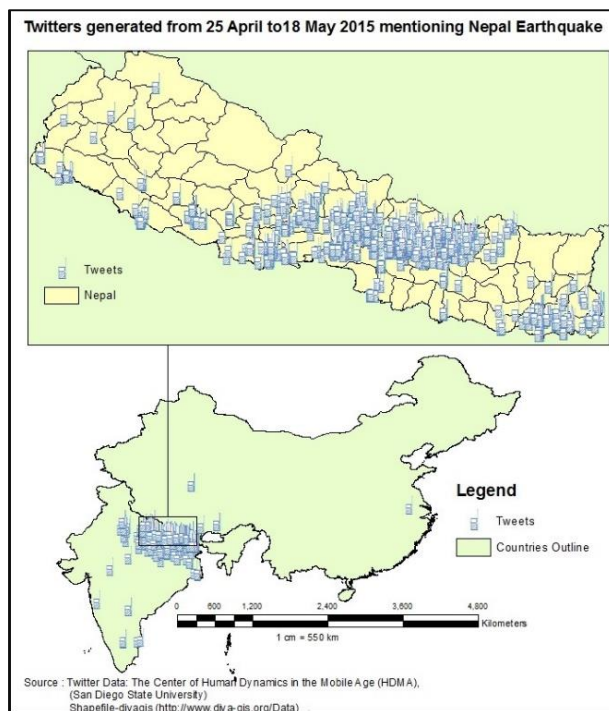 Twitters generated from 25 April to18 May 2015 mentioning Nepal Earthquake
Tweets
Nepal
Legend
Tweets
Countries Outline
0 600 1,200 2,400 3,600 4,800
Kilometers
1 cm = 550 km
Source : Twitter Data: The Center of Human Dynamics in the Mobile Age (HDMA),
(San Diego State University)
Shapefile-divagis (http://www.diva-gis.org/Data)